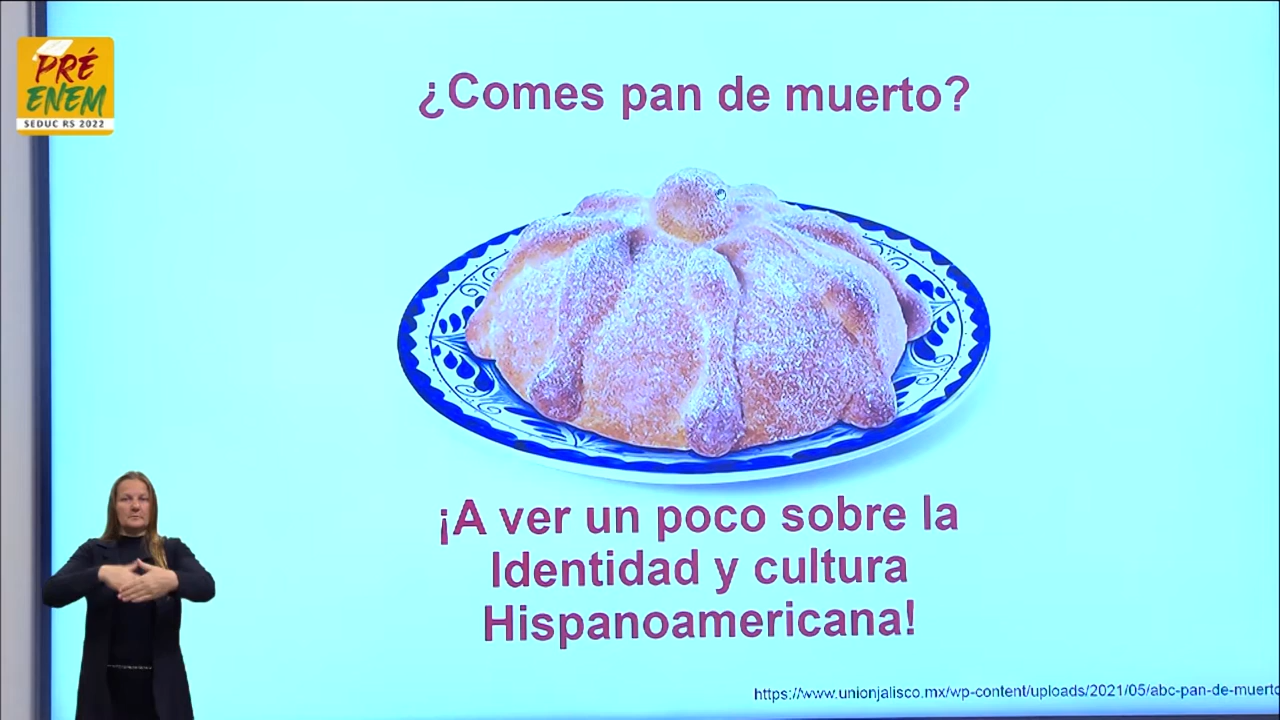 PRÉ
ENEM
SEDUC RS 2022
¿Comes pan de muerto?
¡A ver un poco sobre la
Identidad y cultura
Hispanoamericana!
https://www.unionjalisco.mx/wp-content/uploads/2021/05/abc-pan-de-muerto